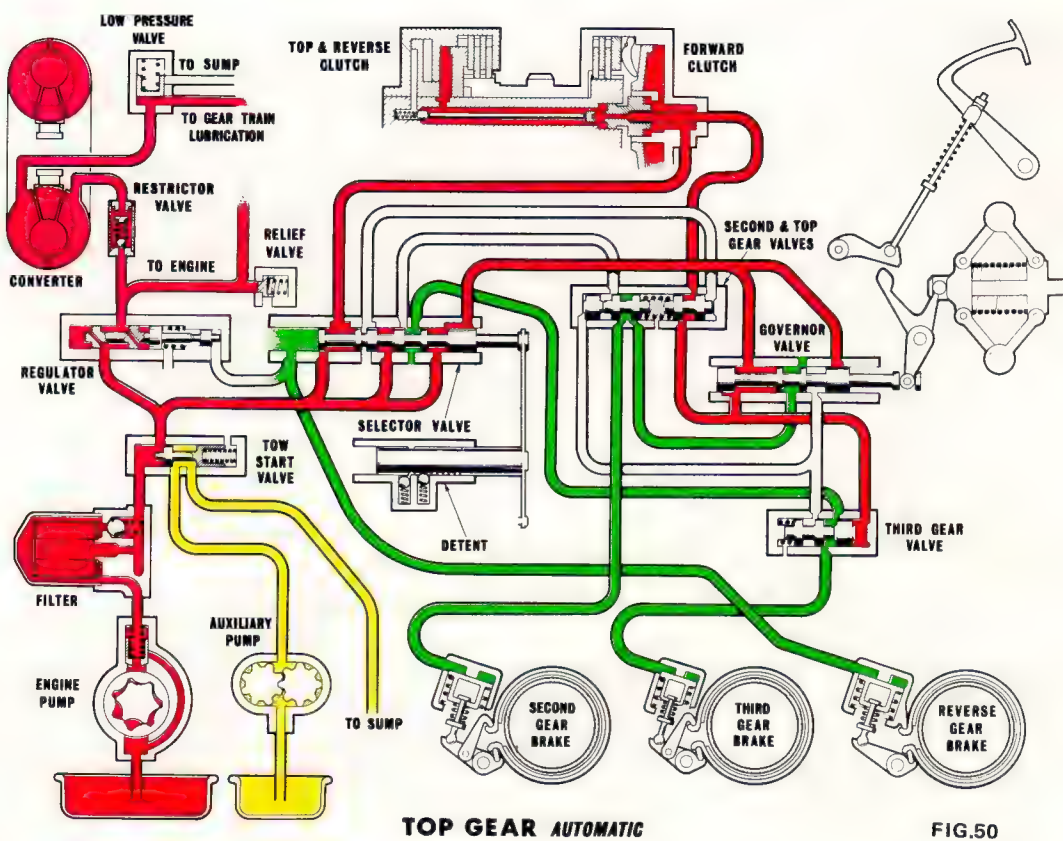 LOW PRESSURE
VALVE
TO SUMP
TO GEAR TRAIN
LUBRICATION
TOP & REVERSE
CLUTCH
FORWARD
CLUTCH
RESTRICTOR
VALVE
CONVERTER
TO ENGINE
RELIEF
VALVE
SECOND & TOP
GEAR VALVES
REGULATOR
VALVE
SELECTOR VALVE
GOVERNOR
VALVE
TOW
START
VALVE
DETENT
THIRD GEAR
VALVE
FILTER
AUXILIARY
PUMP
ENGINE
PUMP
TO SUMP
SECOND
GEAR
BRAKE
THIRD
GEAR
BRAKE
REVERSE
GEAR
BRAKE
TOP GEAR AUTOMATIC
FIG.50